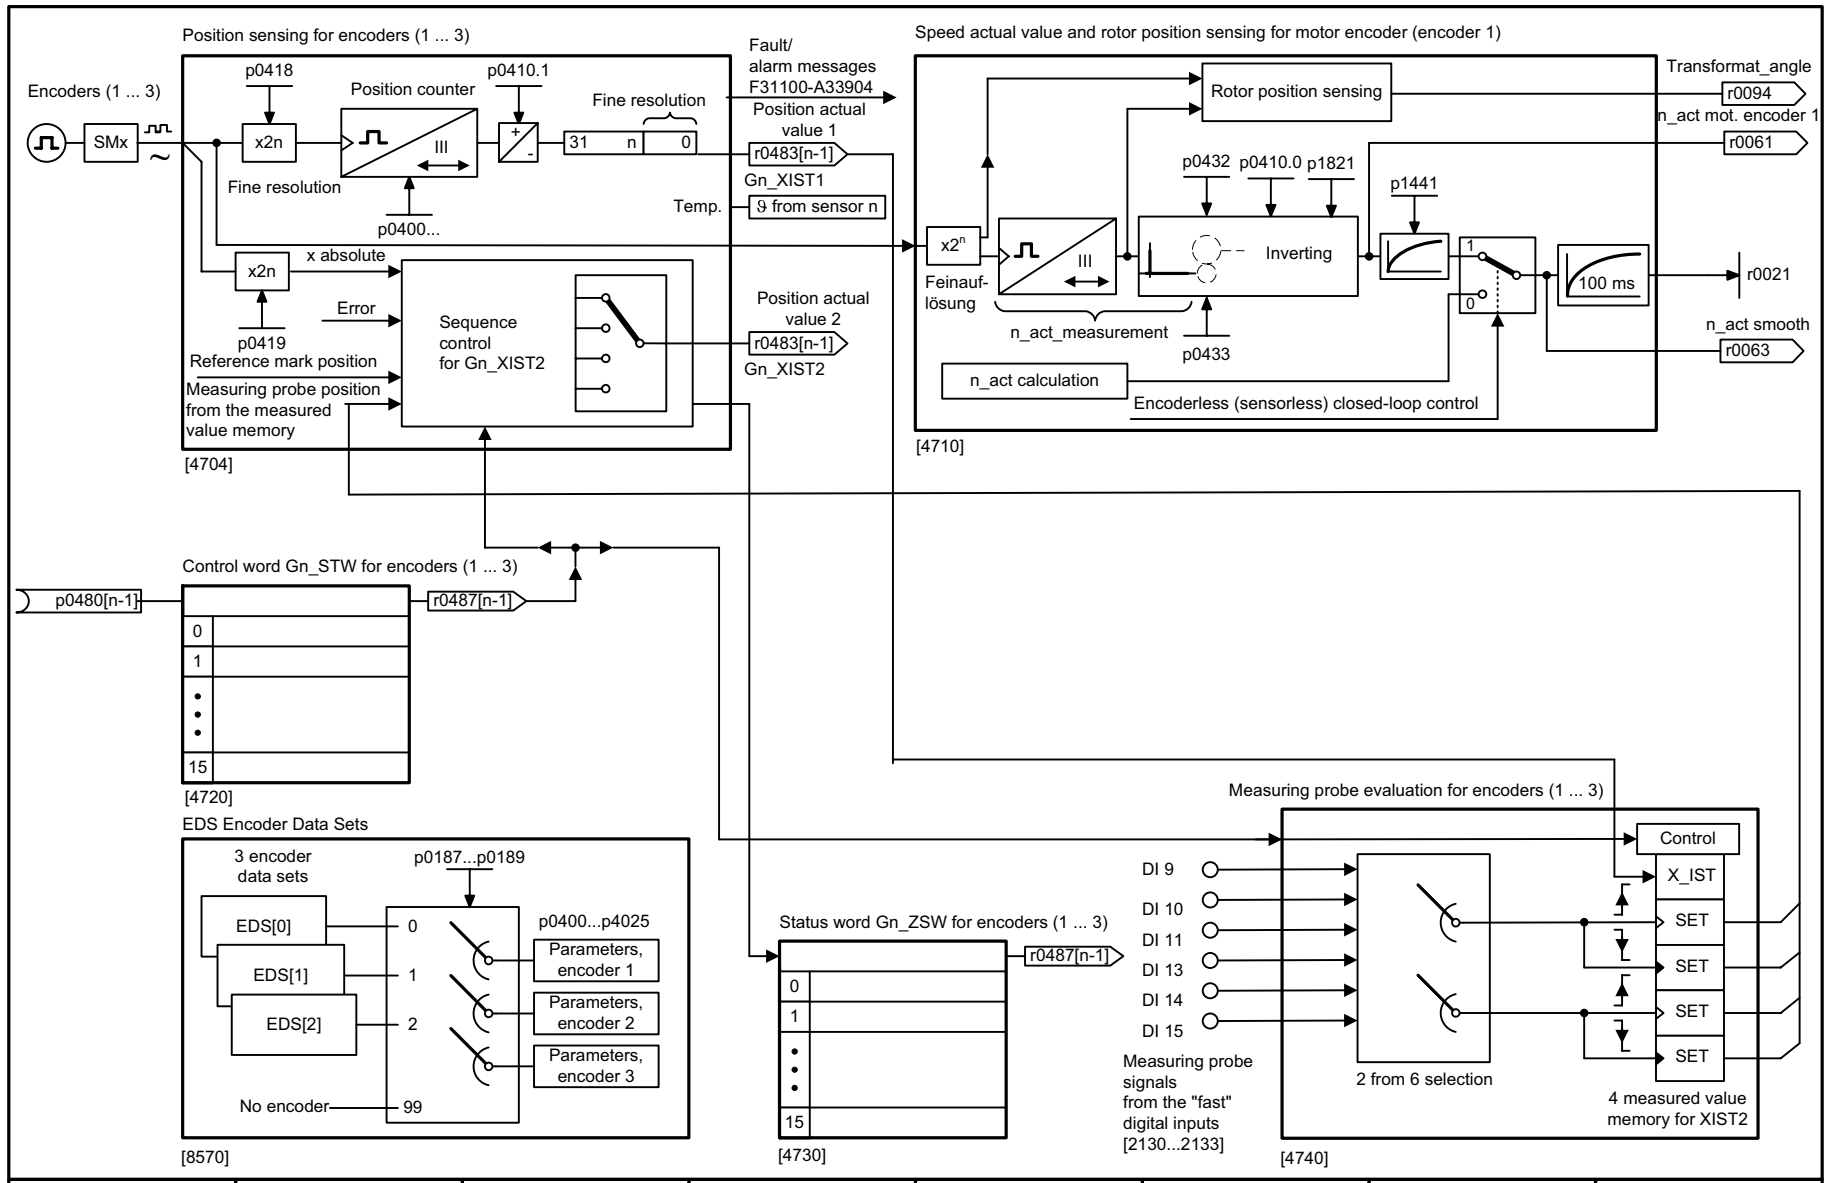 Position sensing for encoders (1 ... 3)
Encoders (1 ... 3)
SMx
p0418
x2n
Fine resolution
Position counter
III
p0400...
p0410.1
+
-
Fine resolution
31 n 0
Fault/
alarm messages
F31100-A33904
Position actual
value 1
r0483[n-1]
Gn_XIST1
Temp.
ϑ from sensor n
x2n
p0419
x absolute
Error
Reference mark position
Measuring probe position
from the measured
value memory
Sequence
control
for Gn_XIST2
Position actual
value 2
r0483[n-1]
Gn_XIST2
[4704]
Speed actual value and rotor position sensing for motor encoder (encoder 1)
Rotor position sensing
Transformat_angle
r0094
n_act mot. encoder 1
r0061
p0432
p0410.0
p1821
p1441
x2ⁿ
Feinauf-
lösung
III
Inverting
n_act_measurement
p0433
1
0
100 ms
r0021
n_act smooth
r0063
n_act calculation
Encoderless (sensorless) closed-loop control
[4710]
Control word Gn_STW for encoders (1 ... 3)
p0480[n-1]
r0487[n-1]
0
1
15
[4720]
EDS Encoder Data Sets
3 encoder
data sets
EDS[0]
EDS[1]
EDS[2]
No encoder
p0187...p0189
0
1
2
99
p0400...p4025
Parameters,
encoder 1
Parameters,
encoder 2
Parameters,
encoder 3
[8570]
Status word Gn_ZSW for encoders (1 ... 3)
r0487[n-1]
0
1
15
[4730]
Measuring probe evaluation for encoders (1 ... 3)
DI 9
DI 10
DI 11
DI 13
DI 14
DI 15
Measuring probe
signals
from the "fast"
digital inputs
[2130...2133]
2 from 6 selection
Control
X_IST
SET
SET
SET
SET
4 measured value
memory for XIST2
[4740]